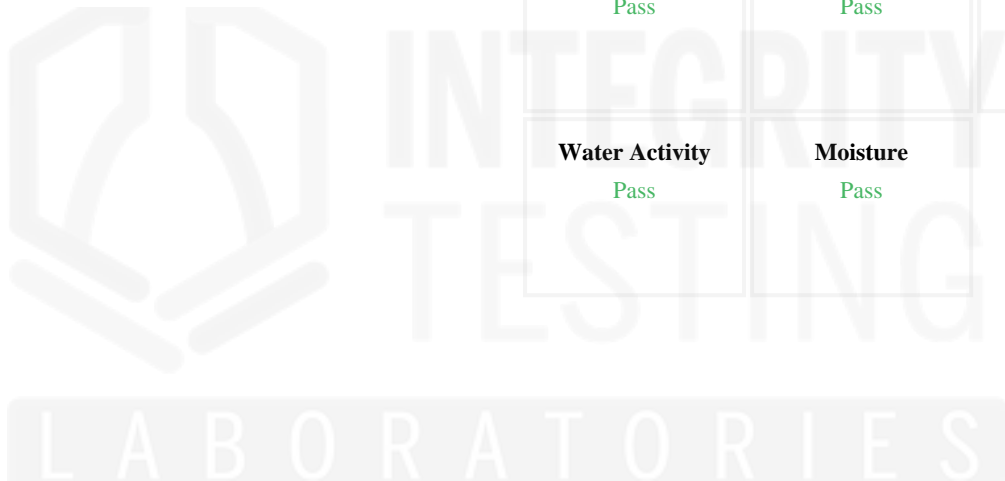 Pass Pass
INTEGRITY
Water Activity Moisture
Pass Pass
TESTING
LABORATORIES